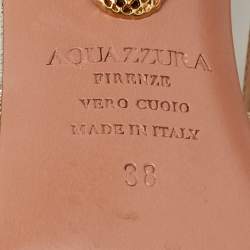 AQUAZZURA
FIRENZE
VERO CUOIO
MADE IN ITALY
38